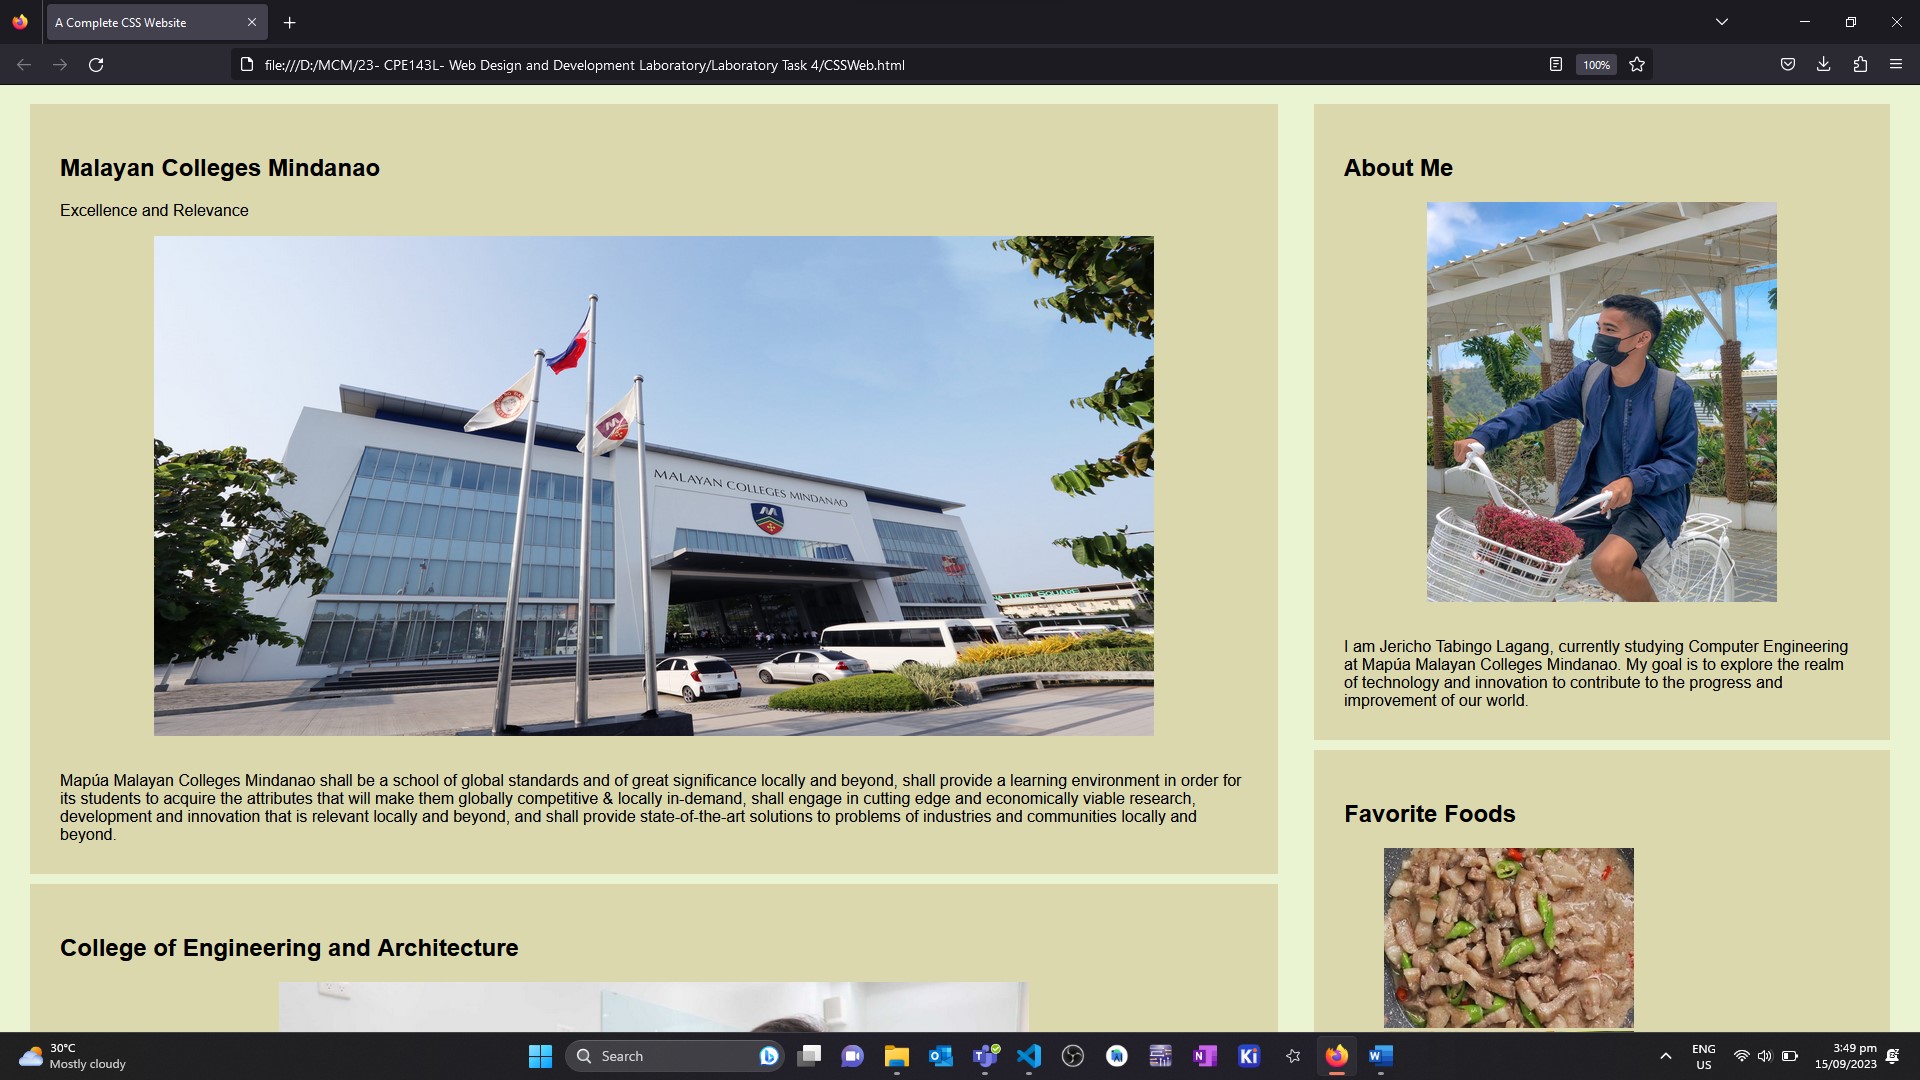 A Complete CSS Website
file:///D:/MCM/23- CPE143L- Web Design and Development Laboratory/Laboratory Task 4/CSSWeb.html
100%
Malayan Colleges Mindanao
Excellence and Relevance
MALAYAN COLLEGES MINDANAO
Mapúa Malayan Colleges Mindanao shall be a school of global standards and of great significance locally and beyond, shall provide a learning environment in order for
its students to acquire the attributes that will make them globally competitive & locally in-demand, shall engage in cutting edge and economically viable research,
development and innovation that is relevant locally and beyond, and shall provide state-of-the-art solutions to problems of industries and communities locally and
beyond.
College of Engineering and Architecture
About Me
I am Jericho Tabingo Lagang, currently studying Computer Engineering
at Mapúa Malayan Colleges Mindanao. My goal is to explore the realm
of technology and innovation to contribute to the progress and
improvement of our world.
Favorite Foods
30°C
Mostly cloudy
Search
Ki
ENG
US
3:49 pm
15/09/2023